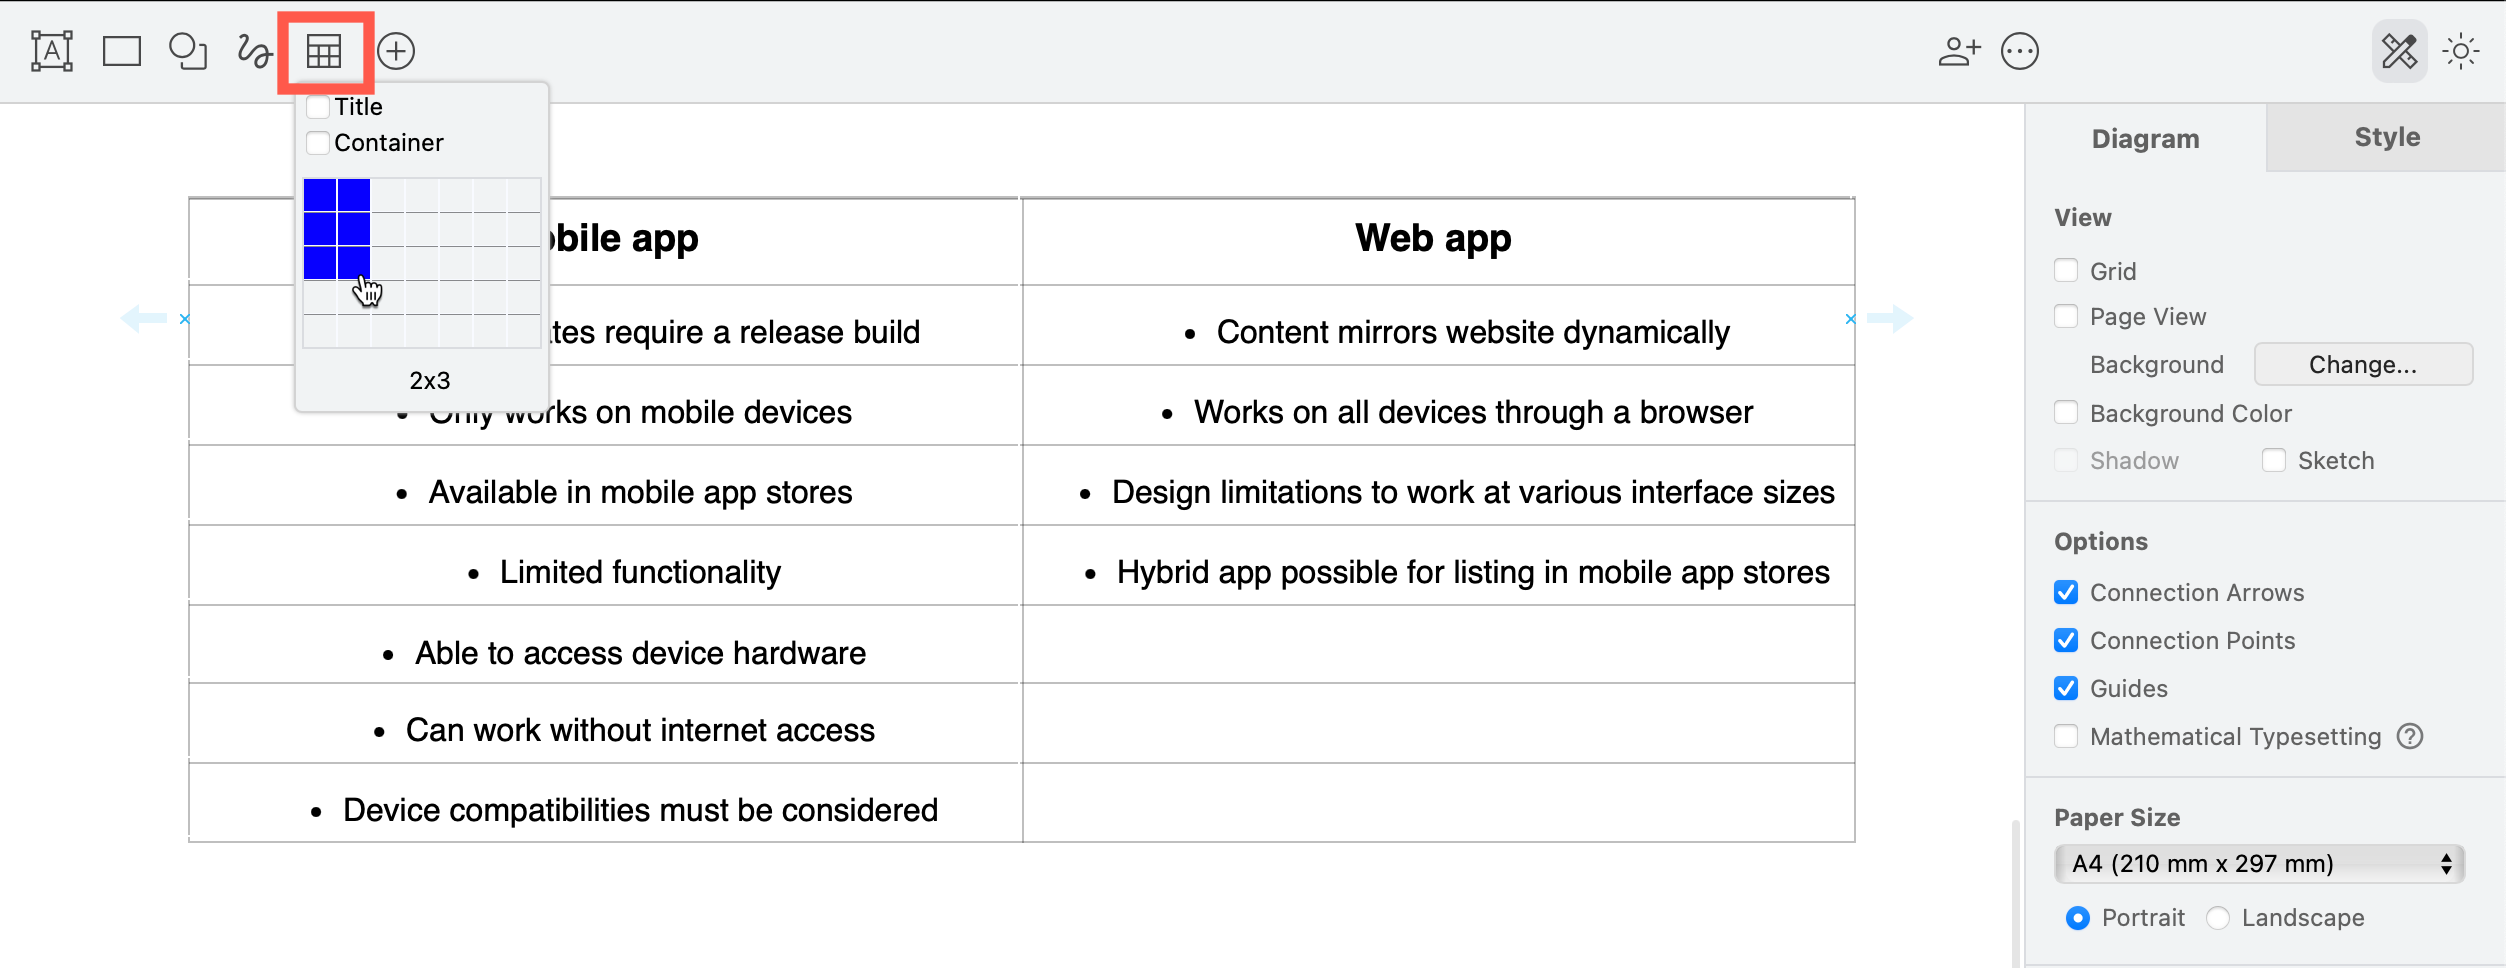 A
Title
Container
2x3
Diagram
Style
bile app
Web app
require a release build
Content mirrors website dynamically
Only works on mobile devices
Works on all devices through a browser
Available in mobile app stores
Design limitations to work at various interface sizes
Limited functionality
Hybrid app possible for listing in mobile app stores
Able to access device hardware
Can work without internet access
Device compatibilities must be considered
View
Grid
Page View
Background
Change...
Background Color
Shadow
Sketch
Options
Connection Arrows
Connection Points
Guides
Mathematical Typesetting ?
Paper Size
A4 (210 mm x 297 mm)
Portrait
Landscape